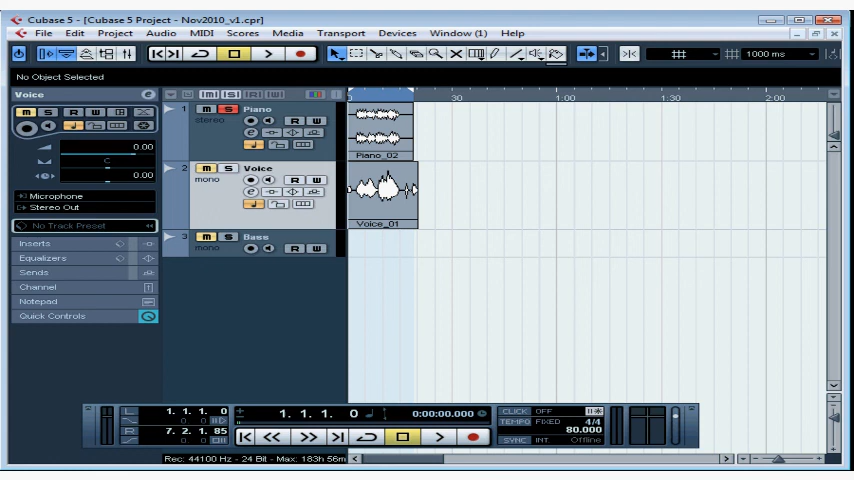 Cubase 5 - [Cubase 5 Project - Nov2010_v1.cpr]
File Edit Project Audio MIDI Scores Media Transport Devices Window (1) Help
1000 ms
No Object Selected
Voice
0.00
C
0.00
Microphone
Stereo Out
No Track Preset
Inserts
Equalizers
Sends
Channel
Notepad
Quick Controls
m S R W
1 m S Piano
stereo
R W
e
2 m S Voice
mono
R W
e
3 m S Bass
mono
R W
30 1:00 1:30 2:00
Piano_02
Voice_01
L 1. 1. 1. 0
R 7. 2. 1. 85
1. 1. 1. 0
0:00:00.000
CLICK OFF
TEMPO FIXED 4/4
80.000
SYNC INT. Offline
Rec: 44100 Hz - 24 Bit - Max: 183h 56m